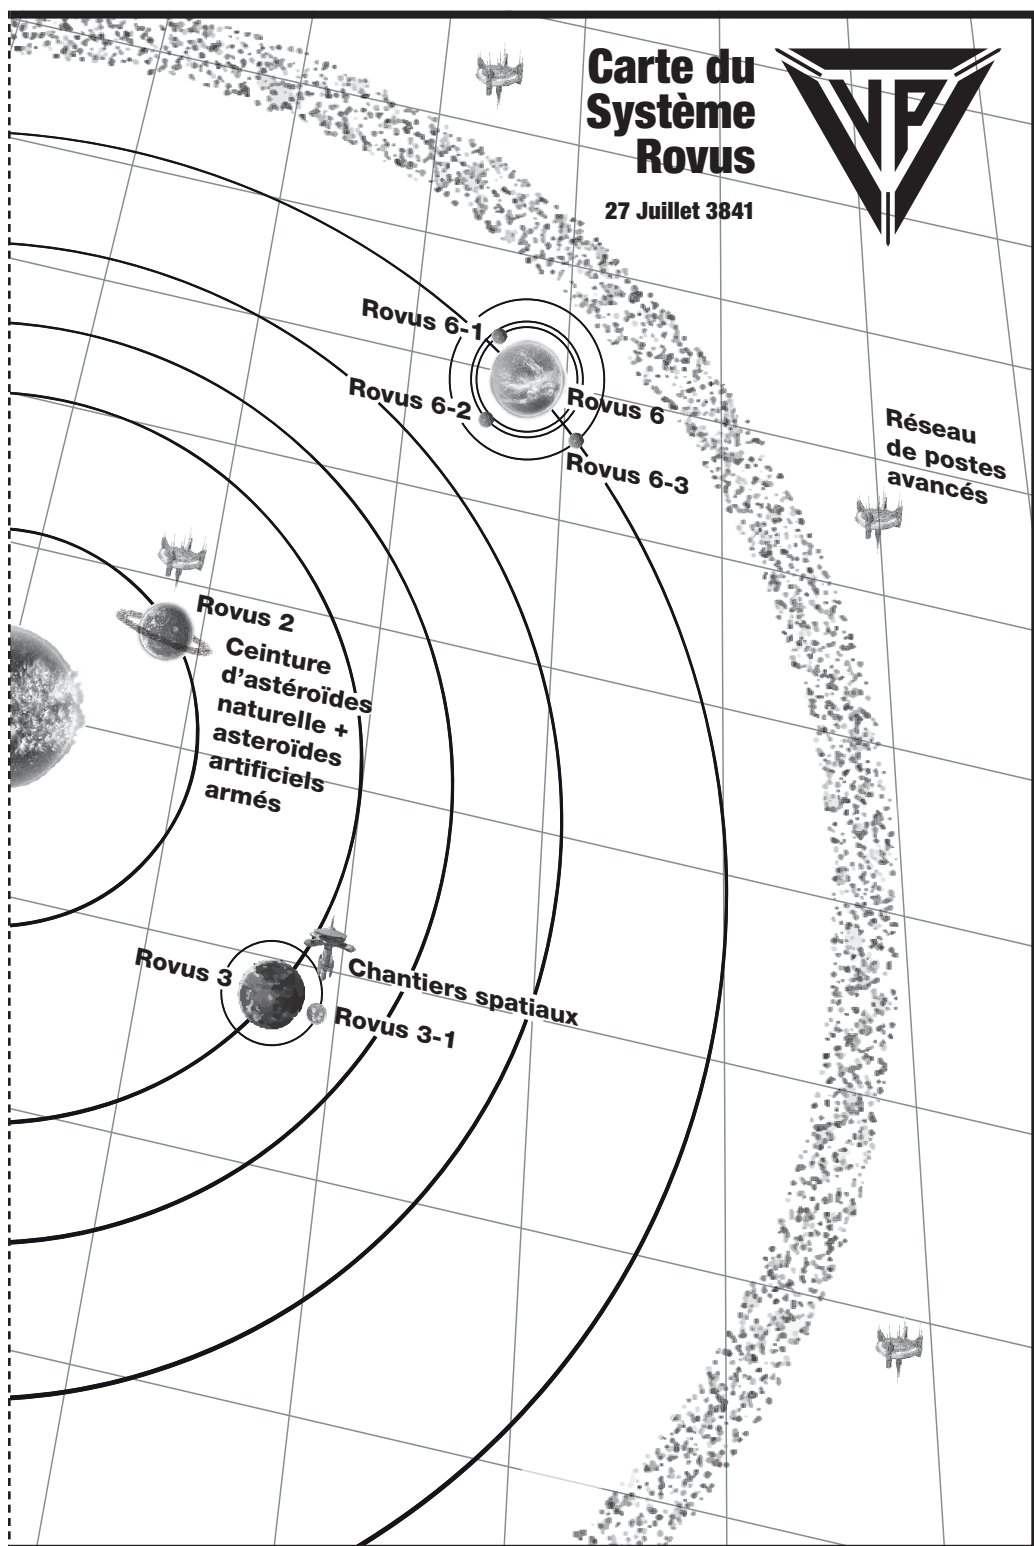 Carte du
Système
Rovus
27 Juillet 3841
VP
Rovus 6-1
Rovus 6-2
Rovus 6
Rovus 6-3
Réseau
de postes
avancés
Rovus 2
Ceinture
d'astéroïdes
naturelle +
asteroïdes
artificiels
armés
Rovus 3
Chantiers spatiaux
Rovus 3-1